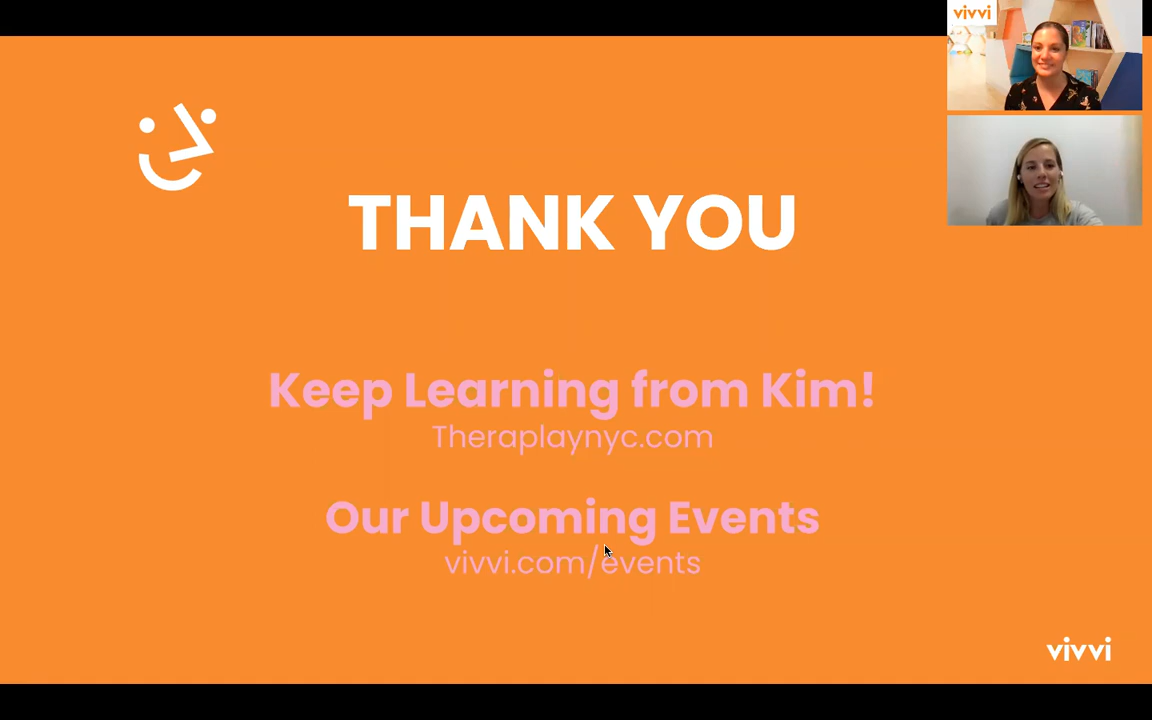 vivvi
THANK YOU
Keep Learning from Kim!
Theraplaynyc.com
Our Upcoming Events
vivvi.com/events
vivvi